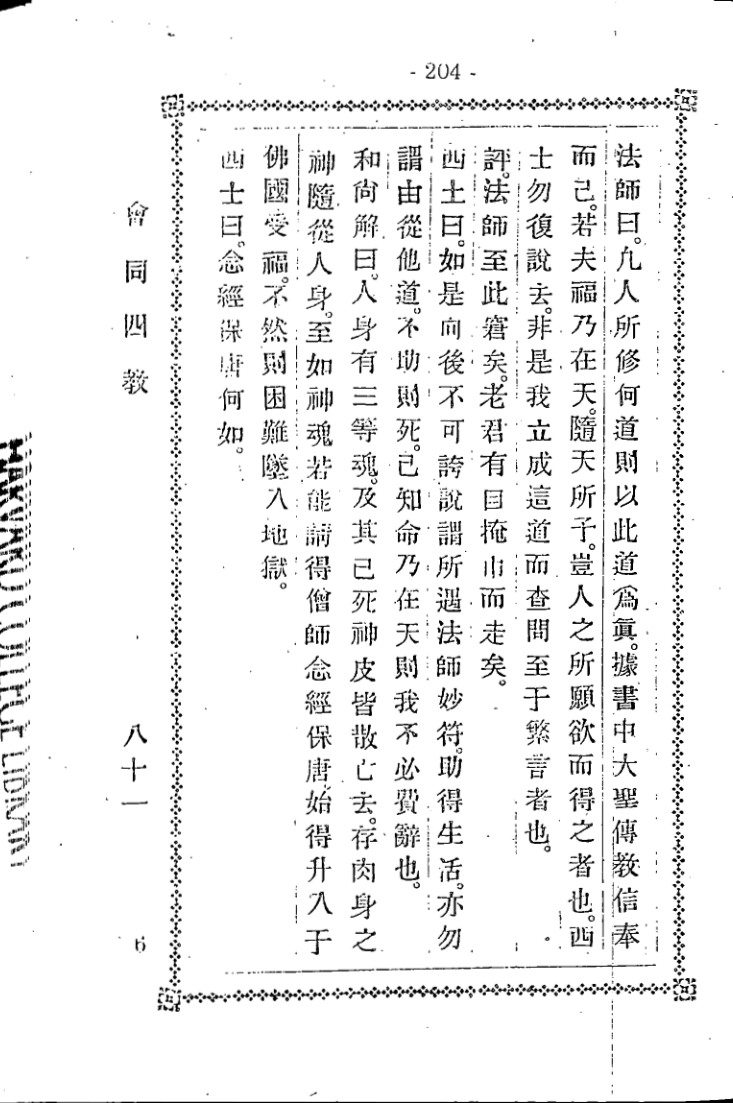 - 204 -
法師曰。凢人所修何道則以此道爲眞。據書中大聖傳教信奉
而已。若夫福乃在天。隨天所予。豈人之所願欲而得之者也。西
士勿復說去。非是我立成這道而查問至于繁言者也。
評。法師至此窘矣。老君有目掩巾而走矣。
西士曰。如是向後不可誇說謂所遇法師妙符。助得生活。亦勿
謂由從他道。不助則死。已知命乃在天則我不必費辭也。
和尙解曰。人身有三等魂。及其已死神皮皆散亡去。存肉身之
神隨從人身。至如神魂若能請得僧師念經保唐始得升入于
佛國受福。不然則困難墜入地獄。
西士曰。念經保唐何如。
會同四教
八十一
6
HARVARD COLLEGE LIBRARY